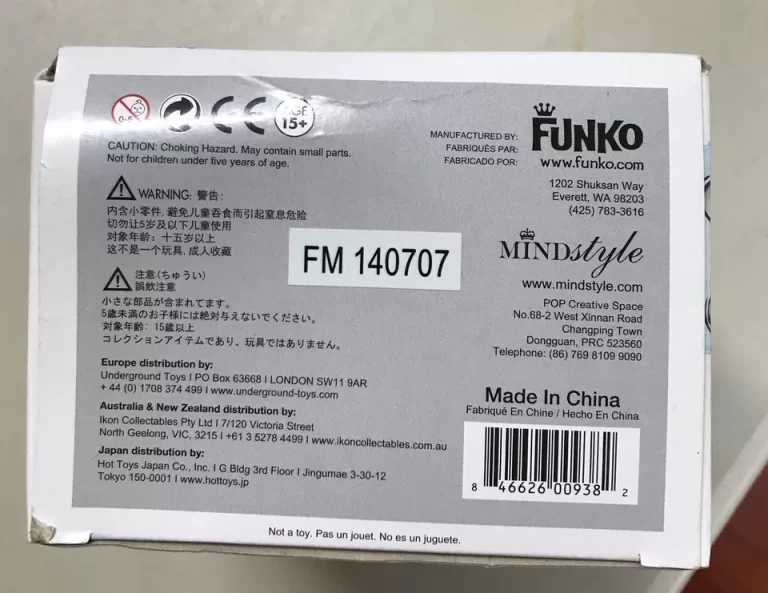 0-5
CE
AGE
15+
CAUTION: Choking Hazard. May contain small parts.
Not for children under five years of age.
WARNING: 警告:
内含小零件, 避免儿童吞食而引起窒息危险
切勿让5岁及以下儿童使用
对象年龄: 十五岁以上
这不是一个玩具, 成人收藏
注意(ちゅうい)
誤飲注意
小さな部品が含まれてます。
5歳未満のお子様には絶対与えないでください。
対象年齢: 15歳以上
コレクションアイテムであり、玩具ではありません。
Europe distribution by:
Underground Toys I PO Box 63668 I LONDON SW11 9AR
+ 44 (0) 1708 374 499 I www.underground-toys.com
Australia & New Zealand distribution by:
Ikon Collectables Pty Ltd I 7/120 Victoria Street
North Geelong, VIC, 3215 I +61 3 5278 4499 I www.ikoncollectables.com.au
Japan distribution by:
Hot Toys Japan Co., Inc. I G Bldg 3rd Floor I Jingumae 3-30-12
Tokyo 150-0001 I www.hottoys.jp
FM 140707
MANUFACTURED BY:
FABRIQUÉS PAR:
FABRICADO POR:
FUNKO
www.funko.com
1202 Shuksan Way
Everett, WA 98203
(425) 783-3616
MINDstyle
www.mindstyle.com
POP Creative Space
No.68-2 West Xinnan Road
Changping Town
Dongguan, PRC 523560
Telephone: (86) 769 8109 9090
Made In China
Fabriqué En Chine / Hecho En China
8 46626 00938 2
Not a toy. Pas un jouet. No es un juguete.